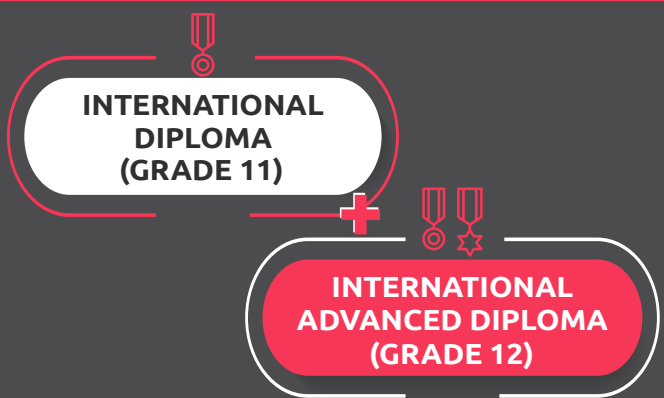 INTERNATIONAL
DIPLOMA
(GRADE 11)
INTERNATIONAL
ADVANCED DIPLOMA
(GRADE 12)